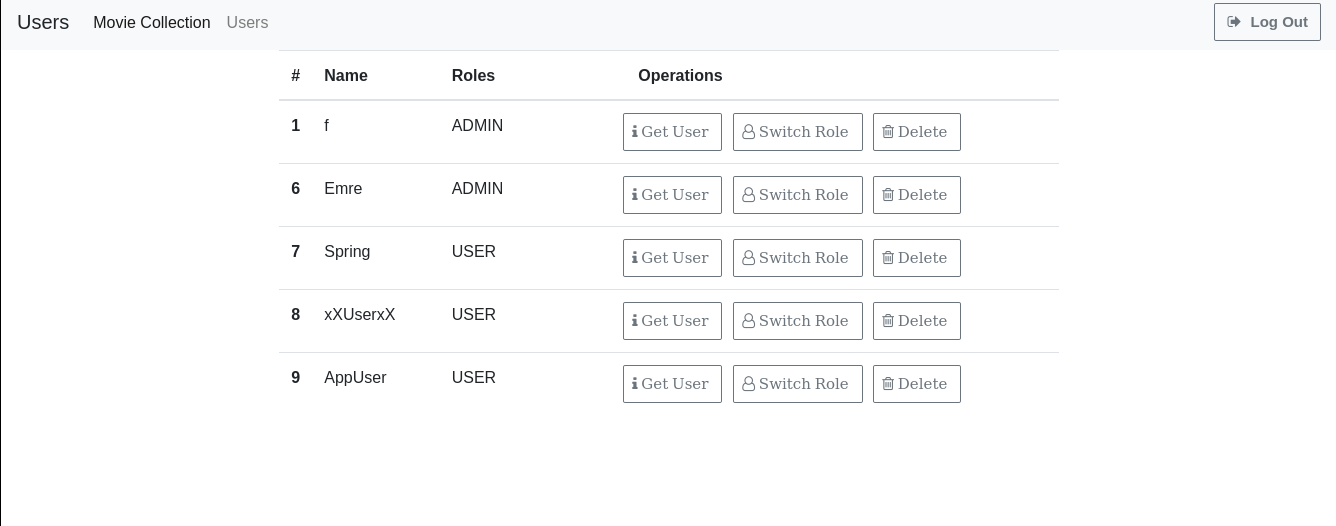 Users Movie Collection Users Log Out
# Name Roles Operations
1 f ADMIN Get User Switch Role Delete
6 Emre ADMIN Get User Switch Role Delete
7 Spring USER Get User Switch Role Delete
8 xXUserxX USER Get User Switch Role Delete
9 AppUser USER Get User Switch Role Delete